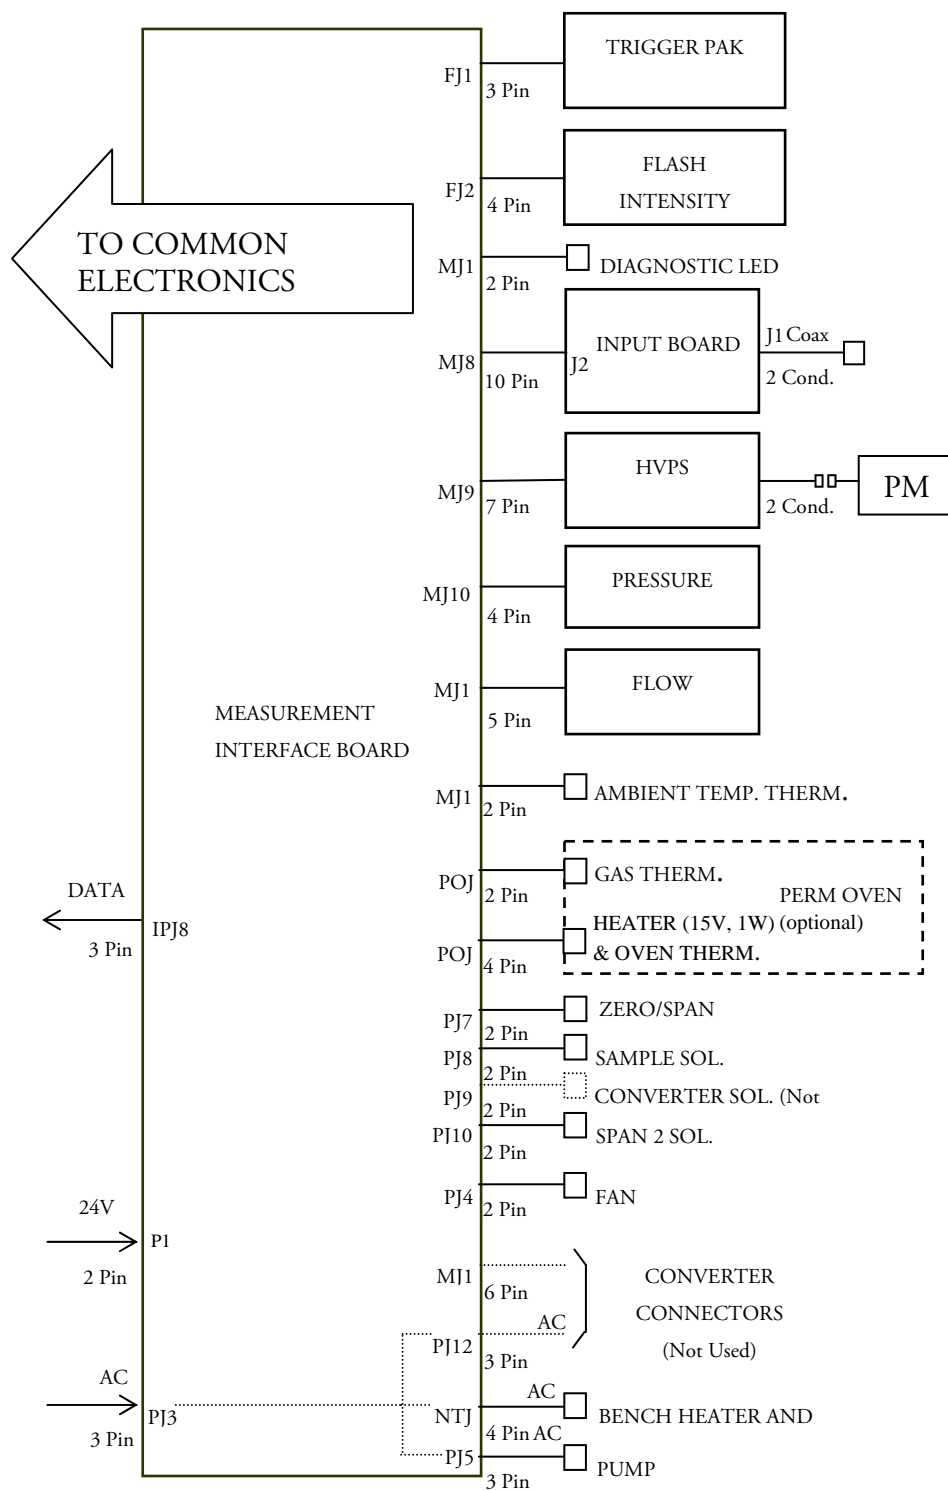 TRIGGER PAK
FJ1
3 Pin
FLASH
INTENSITY
FJ2
4 Pin
TO COMMON
ELECTRONICS
MJ1
2 Pin
DIAGNOSTIC LED
MJ8
10 Pin
J2
INPUT BOARD
J1 Coax
2 Cond.
MJ9
7 Pin
HVPS
2 Cond.
PM
MJ10
4 Pin
PRESSURE
MJ1
5 Pin
FLOW
MEASUREMENT
INTERFACE BOARD
MJ1
2 Pin
AMBIENT TEMP. THERM.
POJ
2 Pin
GAS THERM.
PERM OVEN
(optional)
POJ
4 Pin
HEATER (15V, 1W)
& OVEN THERM.
DATA
3 Pin
IPJ8
PJ7
2 Pin
ZERO/SPAN
PJ8
2 Pin
SAMPLE SOL.
PJ9
2 Pin
CONVERTER SOL. (Not
PJ10
2 Pin
SPAN 2 SOL.
PJ4
2 Pin
FAN
24V
2 Pin
P1
MJ1
6 Pin
CONVERTER
CONNECTORS
(Not Used)
AC
PJ12
3 Pin
AC
3 Pin
PJ3
AC
NTJ
4 Pin
BENCH HEATER AND
AC
PJ5
3 Pin
PUMP